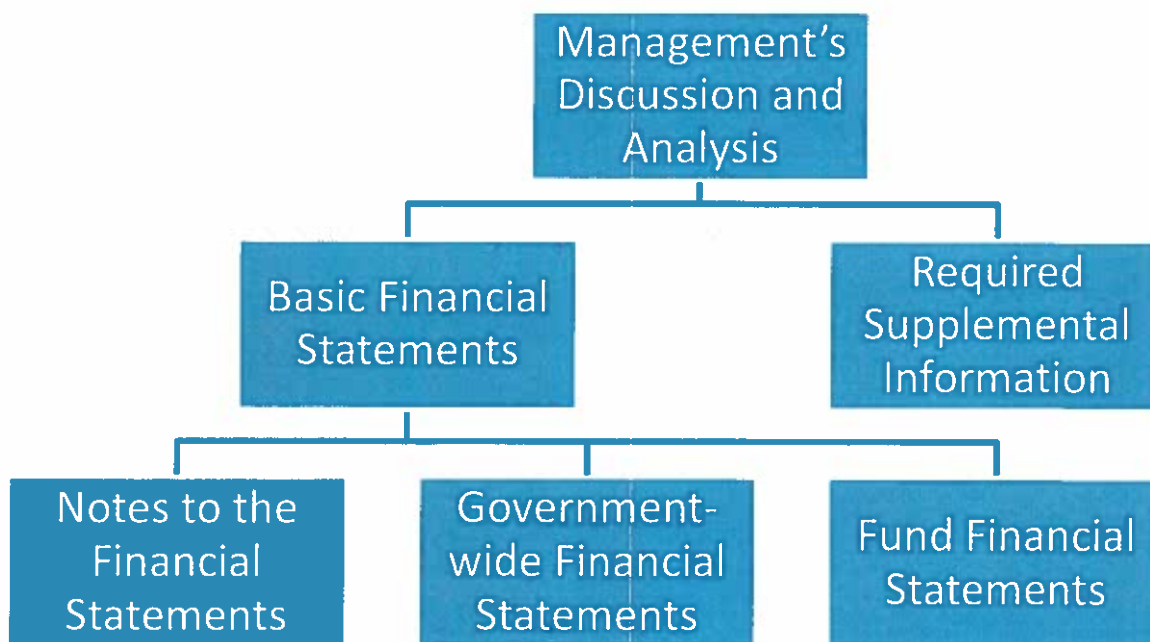 Management's
Discussion and
Analysis
Basic Financial
Statements
Required
Supplemental
Information
Notes to the
Financial
Statements
Government-
wide Financial
Statements
Fund Financial
Statements